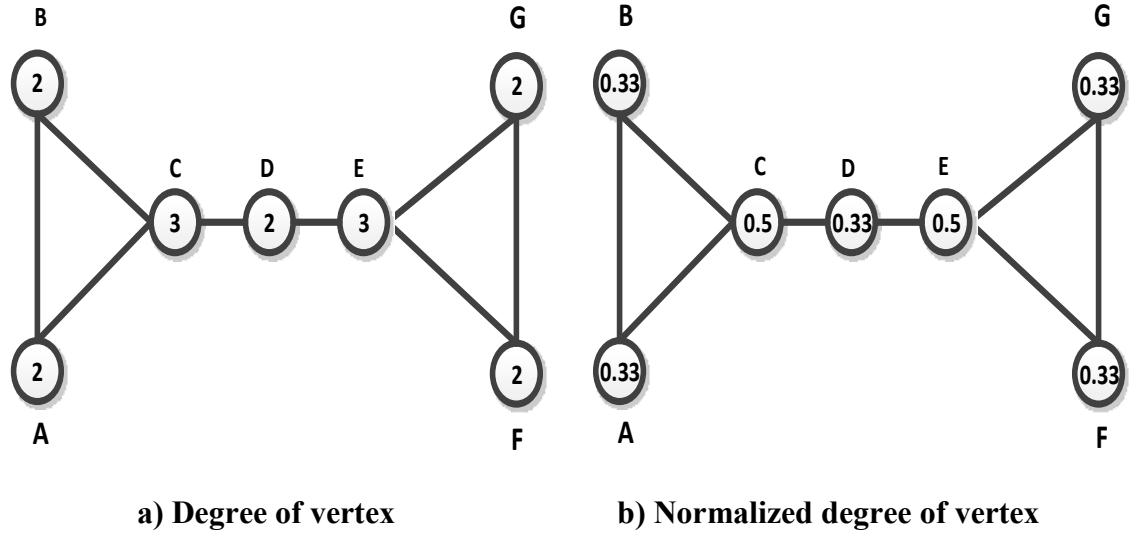 B G
2 2
C D E
3 2 3
2 2
A F
a) Degree of vertex
B G
0.33 0.33
C D E
0.5 0.33 0.5
0.33 0.33
A F
b) Normalized degree of vertex